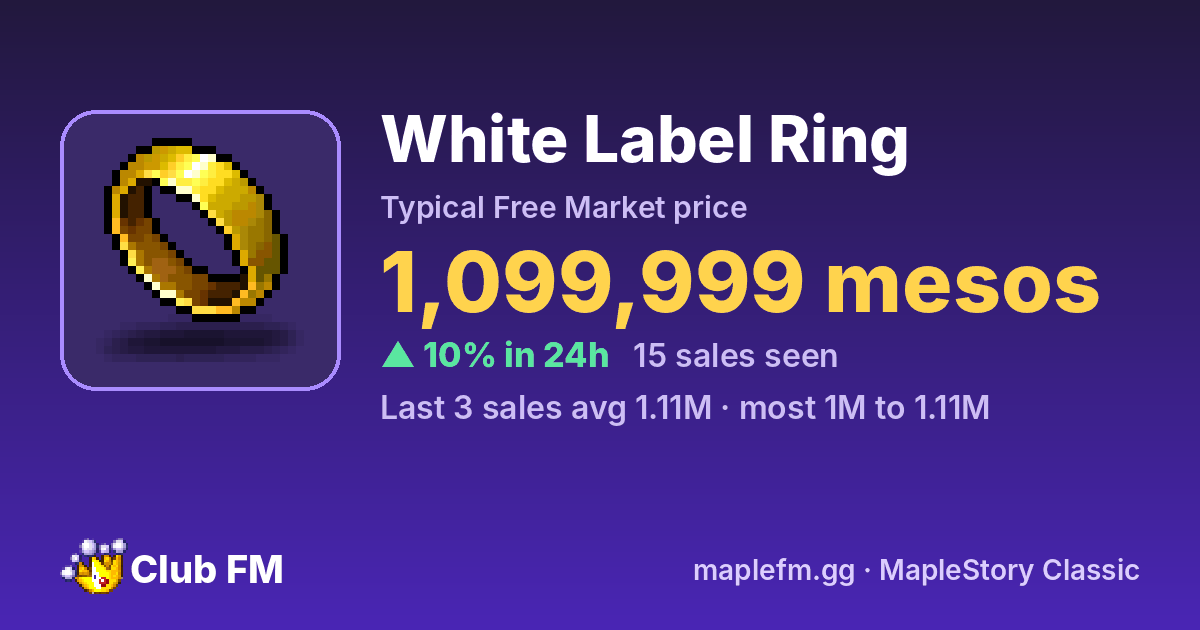 White Label Ring
Typical Free Market price
1,099,999 mesos
▲ 10% in 24h 15 sales seen
Last 3 sales avg 1.11M · most 1M to 1.11M
Club FM
maplefm.gg · MapleStory Classic